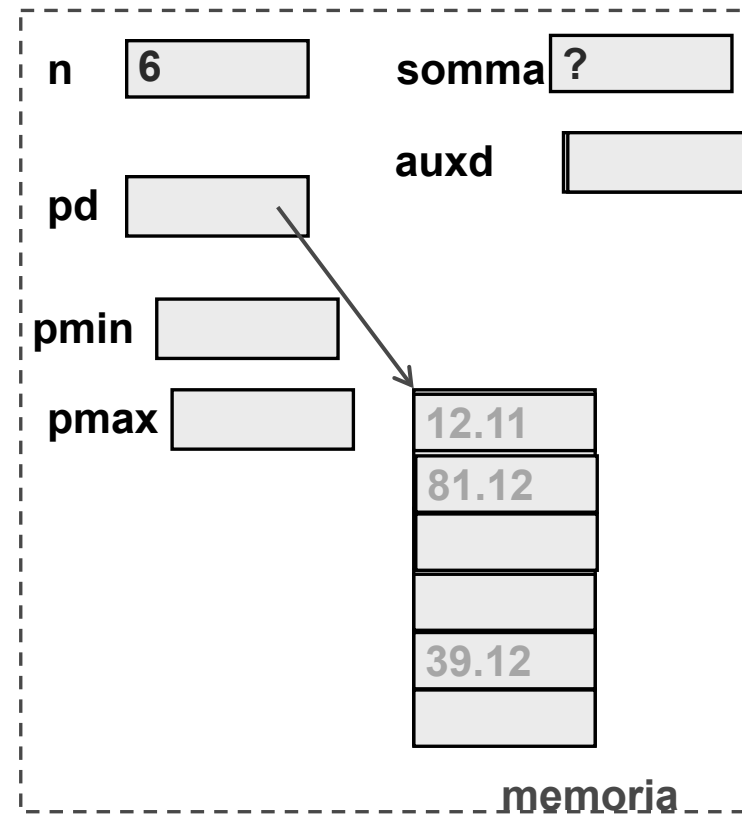 n 6 somma ?
auxd
pd
pmin
pmax
12.11
81.12
39.12
memoria